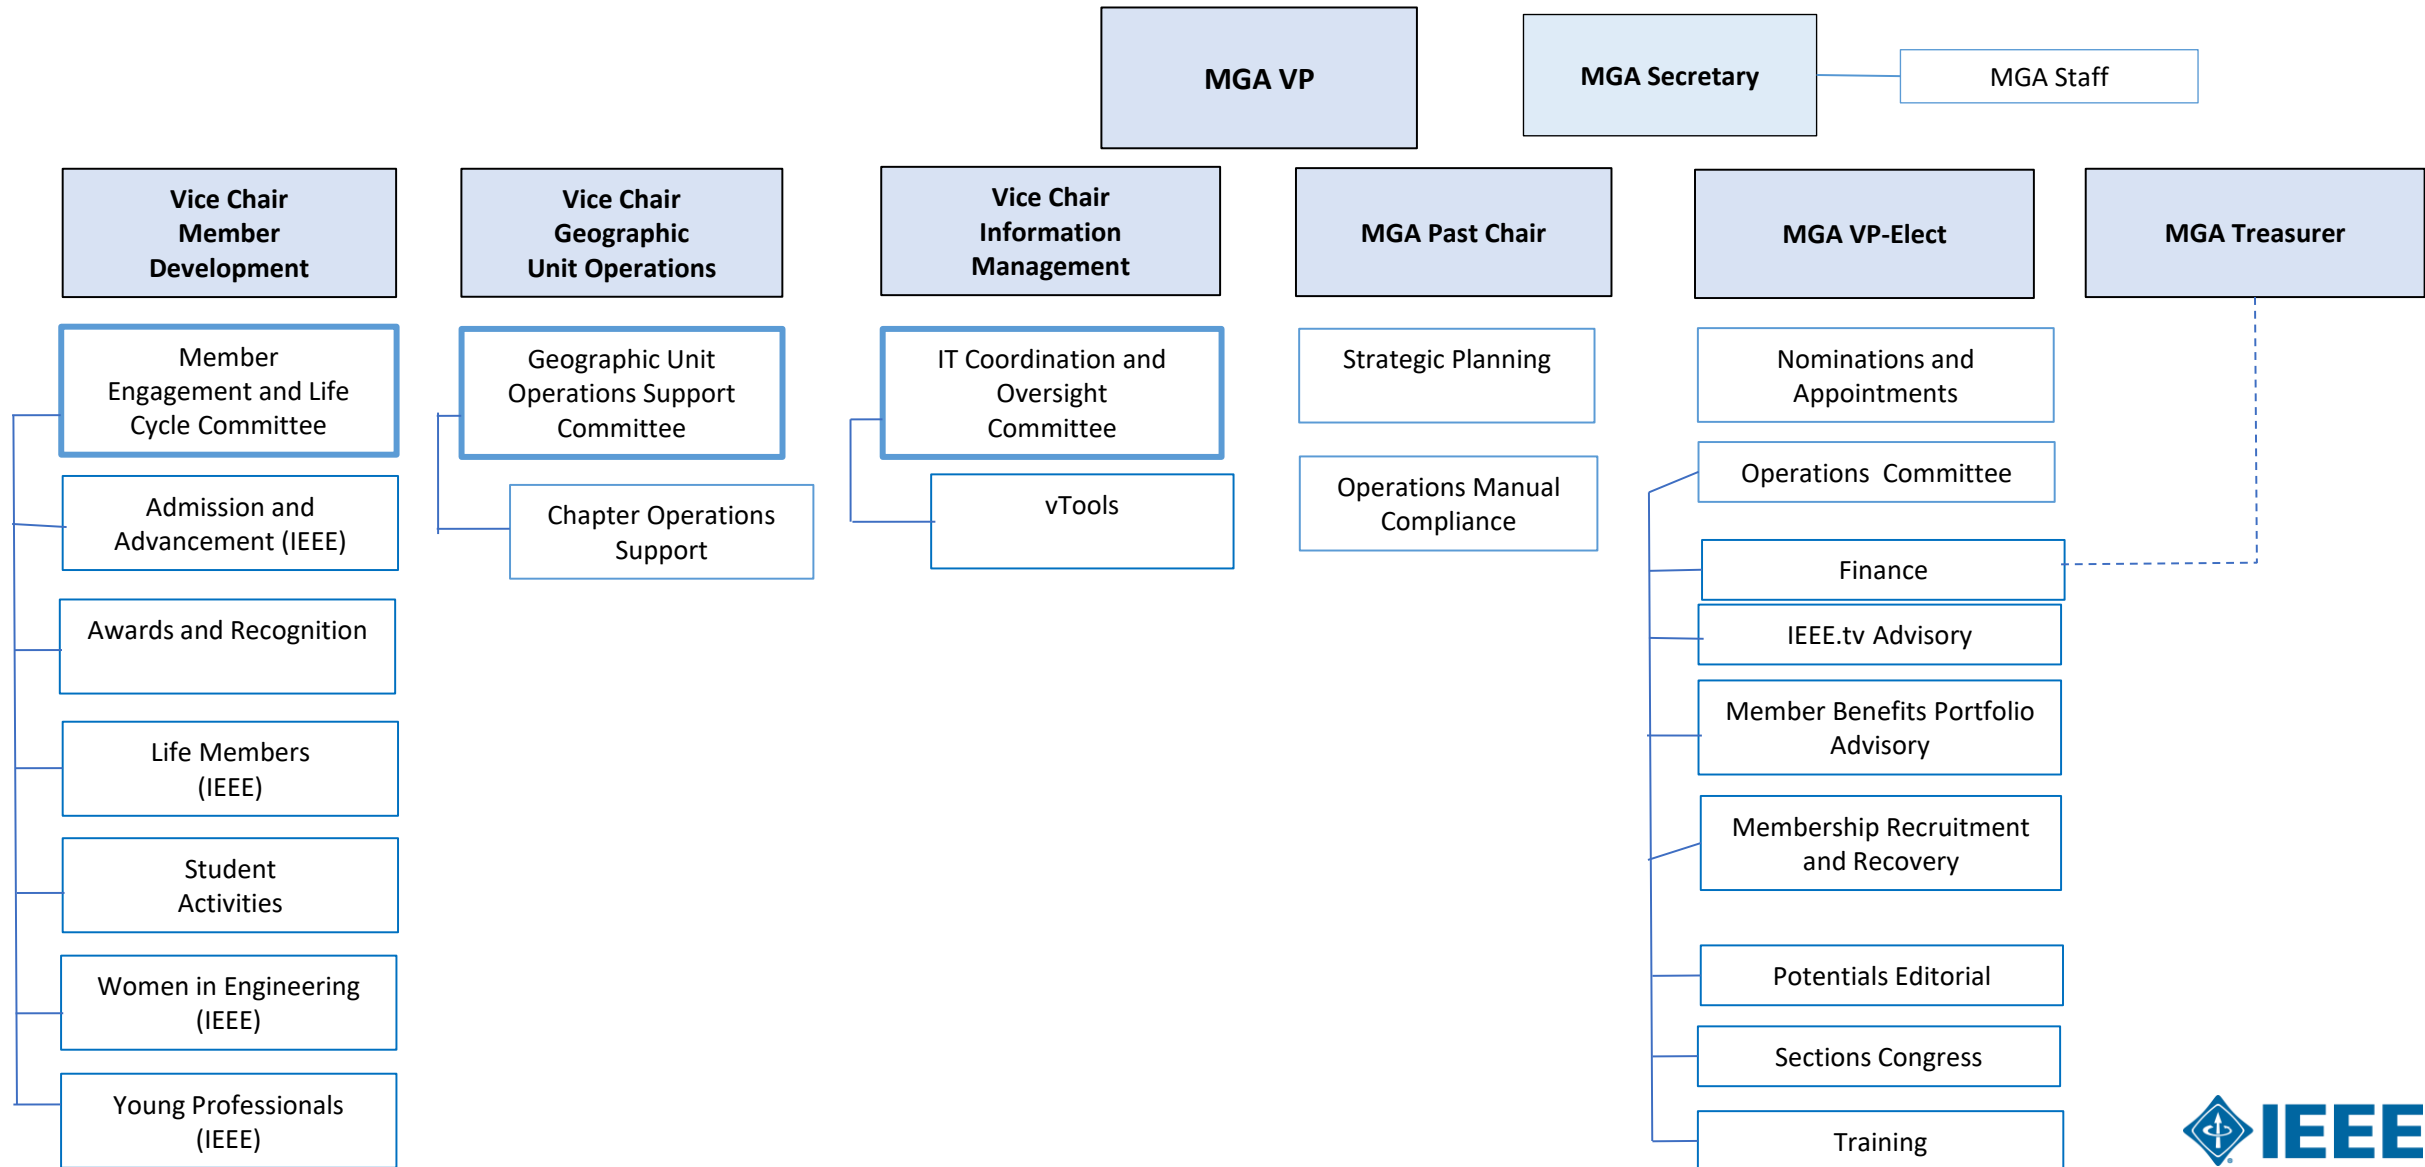 MGA VP
MGA Secretary
MGA Staff
Vice Chair
Member
Development
Vice Chair
Geographic
Unit Operations
Vice Chair
Information
Management
MGA Past Chair
MGA VP-Elect
MGA Treasurer
Member
Engagement and Life
Cycle Committee
Admission and
Advancement (IEEE)
Awards and Recognition
Life Members
(IEEE)
Student
Activities
Women in Engineering
(IEEE)
Young Professionals
(IEEE)
Geographic Unit
Operations Support
Committee
Chapter Operations
Support
IT Coordination and
Oversight
Committee
vTools
Strategic Planning
Operations Manual
Compliance
Nominations and
Appointments
Operations Committee
Finance
IEEE.tv Advisory
Member Benefits Portfolio
Advisory
Membership Recruitment
and Recovery
Potentials Editorial
Sections Congress
Training
IEEE